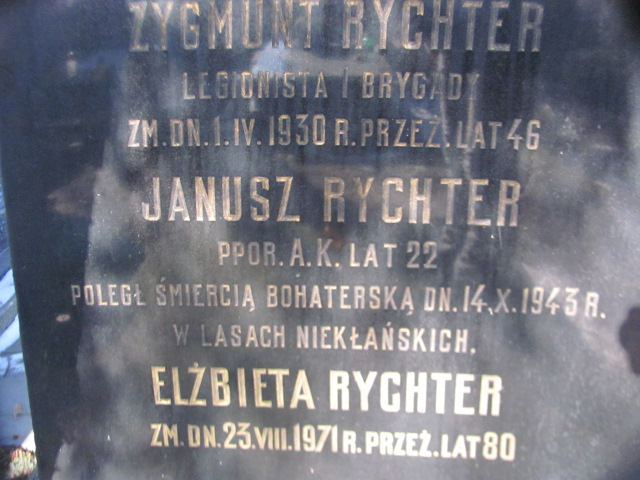 ZYGMUNT RYCHTER
LEGIONISTA I BRYGADY
ZM. DN. 1. IV. 1930 R. PRZEŻ. LAT 46
JANUSZ RYCHTER
PPOR. A.K. LAT 22
POLEGŁ ŚMIERCIĄ BOHATERSKĄ DN. 14. X. 1943 R.
W LASACH NIEKŁAŃSKICH.
ELŻBIETA RYCHTER
ZM. DN. 23. VIII. 1971 R. PRZEŻ. LAT 80